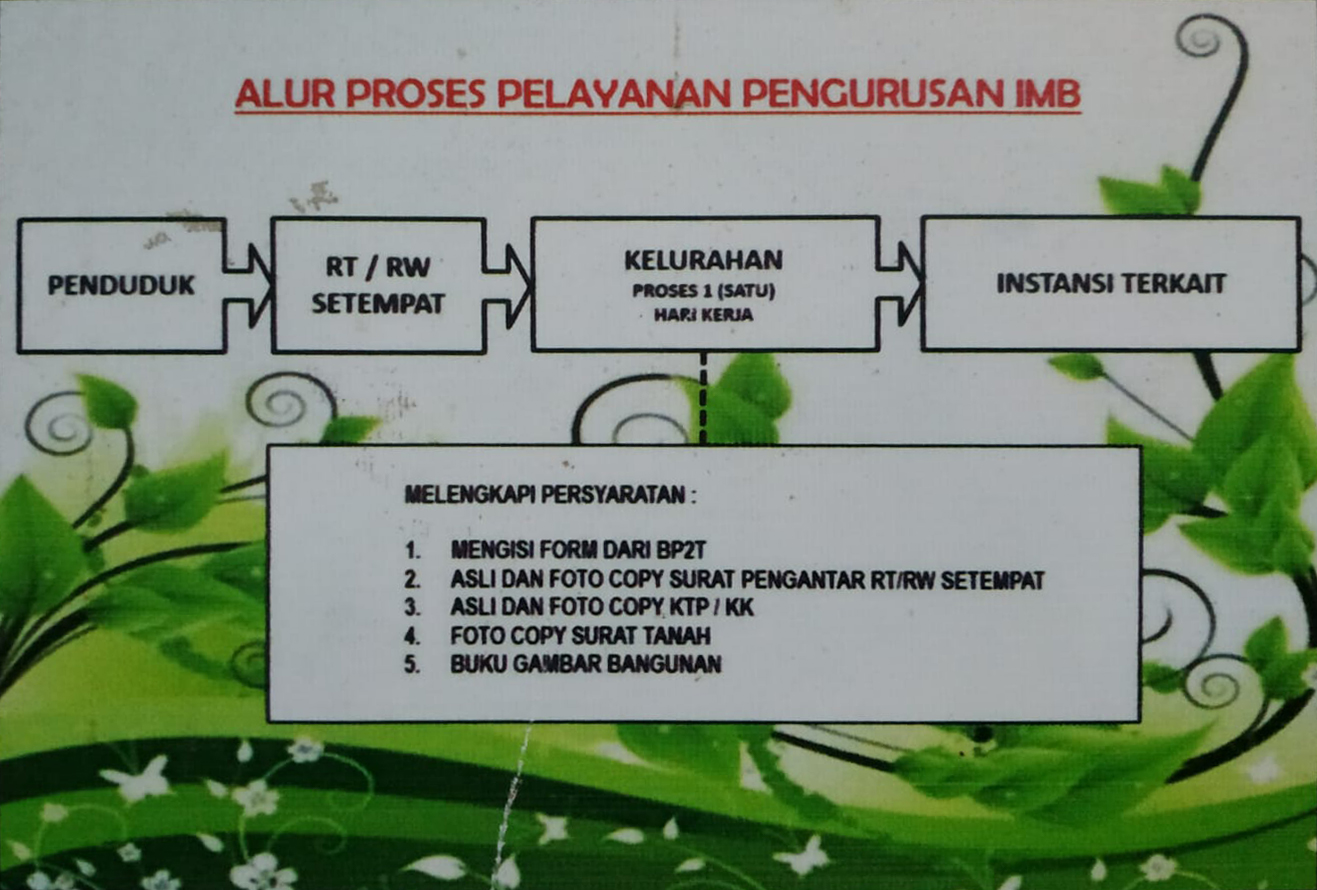 ALUR PROSES PELAYANAN PENGURUSAN IMB
PENDUDUK
RT / RW
SETEMPAT
KELURAHAN
PROSES 1 (SATU)
HARI KERJA
INSTANSI TERKAIT
MELENGKAPI PERSYARATAN :
1. MENGISI FORM DARI BP2T
2. ASLI DAN FOTO COPY SURAT PENGANTAR RT/RW SETEMPAT
3. ASLI DAN FOTO COPY KTP / KK
4. FOTO COPY SURAT TANAH
5. BUKU GAMBAR BANGUNAN